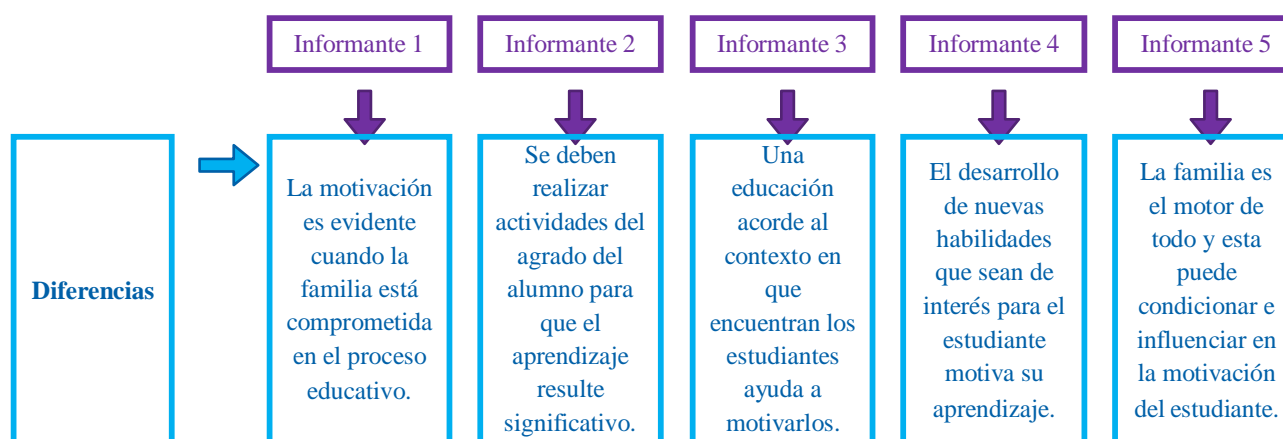 Informante 1
Informante 2
Informante 3
Informante 4
Informante 5
Diferencias
La motivación
es evidente
cuando la
familia está
comprometida
en el proceso
educativo.
Se deben
realizar
actividades del
agrado del
alumno para
que el
aprendizaje
resulte
significativo.
Una
educación
acorde al
contexto en
que
encuentran los
estudiantes
ayuda a
motivarlos.
El desarrollo
de nuevas
habilidades
que sean de
interés para el
estudiante
motiva su
aprendizaje.
La familia es
el motor de
todo y esta
puede
condicionar e
influenciar en
la motivación
del estudiante.